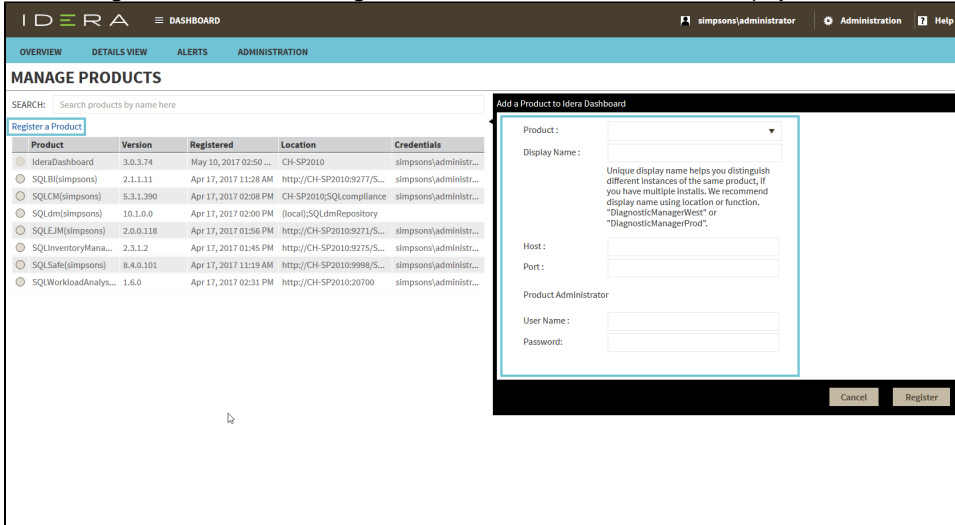 IDERA
≡ DASHBOARD
simpsons\administrator
Administration
? Help
OVERVIEW DETAILS VIEW ALERTS ADMINISTRATION
MANAGE PRODUCTS
SEARCH: Search products by name here
Register a Product
Product Version Registered Location Credentials
IderaDashboard 3.0.3.74 May 10, 2017 02:50 ... CH-SP2010 simpsons\administr...
SQLBI(simpsons) 2.1.1.11 Apr 17, 2017 11:28 AM http://CH-SP2010:9277/S... simpsons\administr...
SQLCM(simpsons) 5.3.1.390 Apr 17, 2017 02:08 PM CH-SP2010;SQLcompliance simpsons\administr...
SQLdm(simpsons) 10.1.0.0 Apr 17, 2017 02:00 PM (local);SQLdmRepository
SQLEJM(simpsons) 2.0.0.118 Apr 17, 2017 01:56 PM http://CH-SP2010:9271/S... simpsons\administr...
SQLInventoryMana... 2.3.1.2 Apr 17, 2017 01:45 PM http://CH-SP2010:9275/S... simpsons\administr...
SQLSafe(simpsons) 8.4.0.101 Apr 17, 2017 11:19 AM http://CH-SP2010:9998/S... simpsons\administr...
SQLWorkloadAnalys... 1.6.0 Apr 17, 2017 02:31 PM http://CH-SP2010:20700 simpsons\administr...
Add a Product to Idera Dashboard
Product :
Display Name :
Unique display name helps you distinguish
different instances of the same product, if
you have multiple installs. We recommend
display name using location or function.
"DiagnosticManagerWest" or
"DiagnosticManagerProd".
Host :
Port :
Product Administrator
User Name :
Password:
Cancel Register